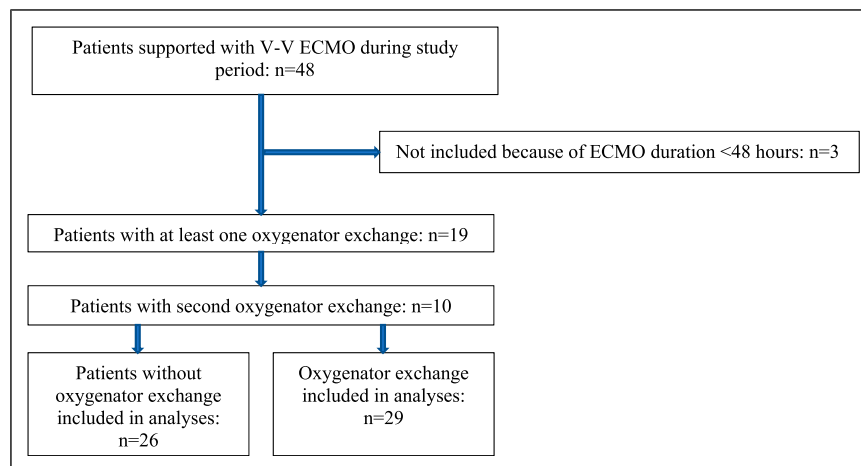 Patients supported with V-V ECMO during study
period: n=48
Not included because of ECMO duration <48 hours: n=3
Patients with at least one oxygenator exchange: n=19
Patients with second oxygenator exchange: n=10
Patients without
oxygenator exchange
included in analyses:
n=26
Oxygenator exchange
included in analyses:
n=29